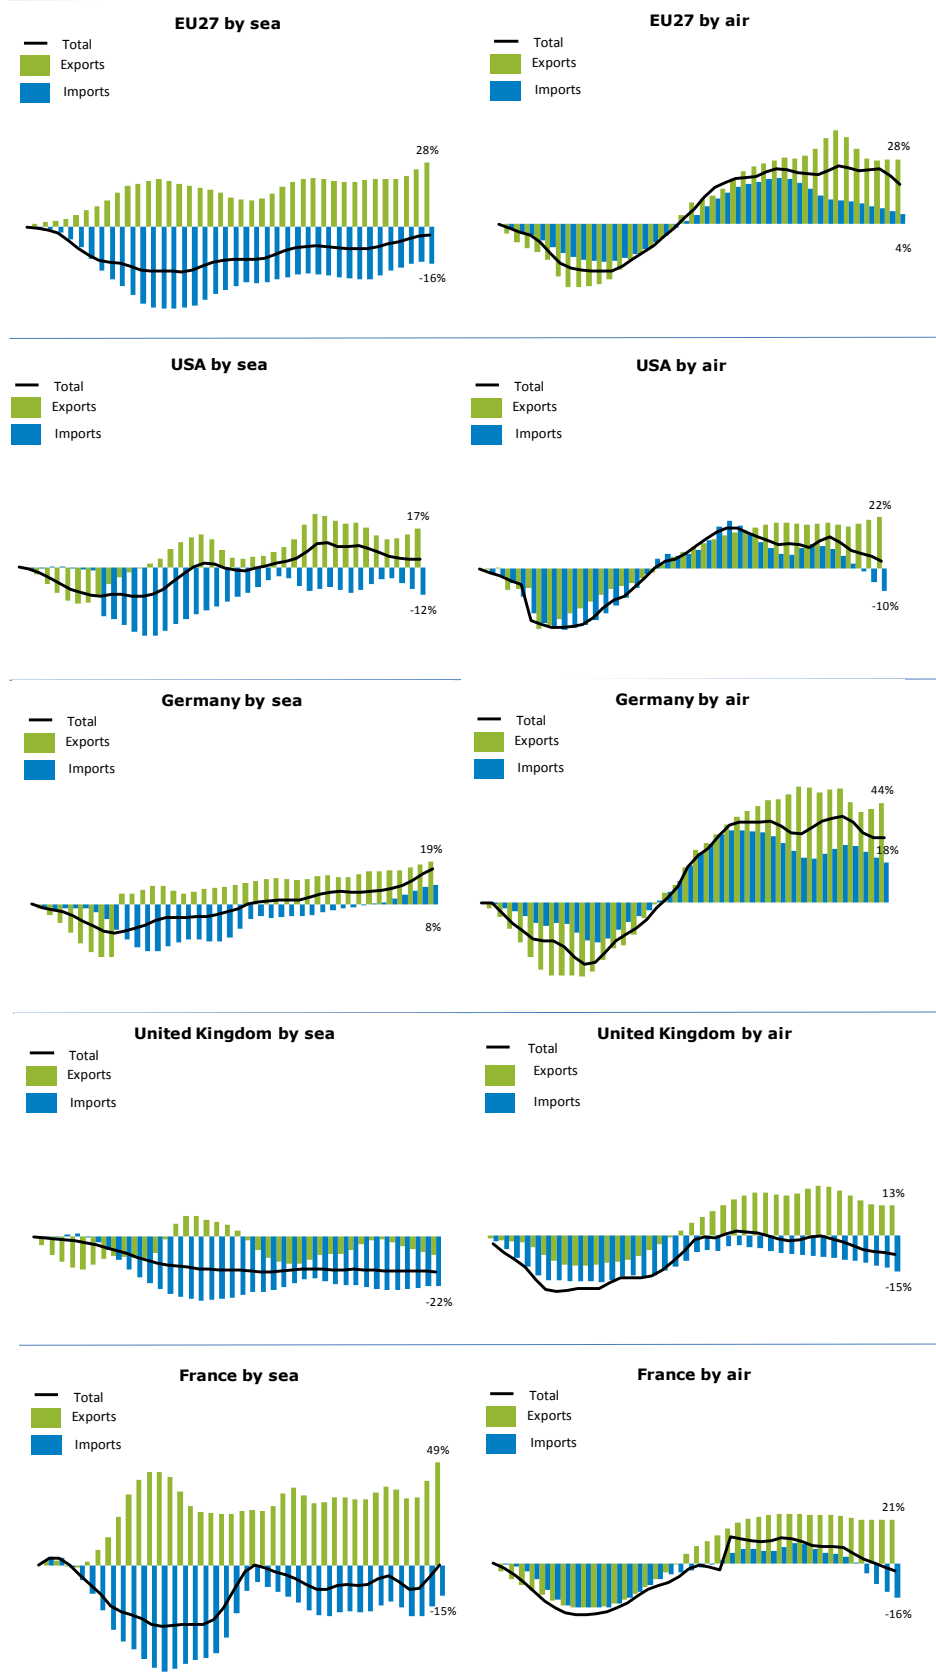 EU27 by sea
Total
Exports
Imports
28%
-16%
EU27 by air
Total
Exports
Imports
28%
4%
USA by sea
Total
Exports
Imports
17%
-12%
USA by air
Total
Exports
Imports
22%
-10%
Germany by sea
Total
Exports
Imports
19%
8%
Germany by air
Total
Exports
Imports
44%
18%
United Kingdom by sea
Total
Exports
Imports
-22%
United Kingdom by air
Total
Exports
Imports
13%
-15%
France by sea
Total
Exports
Imports
49%
-15%
France by air
Total
Exports
Imports
21%
-16%